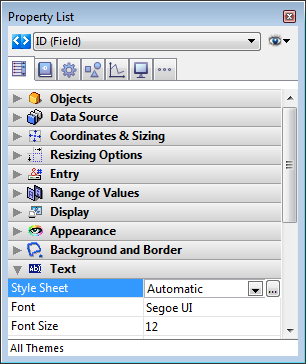 Property List
ID (Field)
Objects
Data Source
Coordinates & Sizing
Resizing Options
Entry
Range of Values
Display
Appearance
Background and Border
Text
Style Sheet Automatic ...
Font Segoe UI
Font Size 12
All Themes